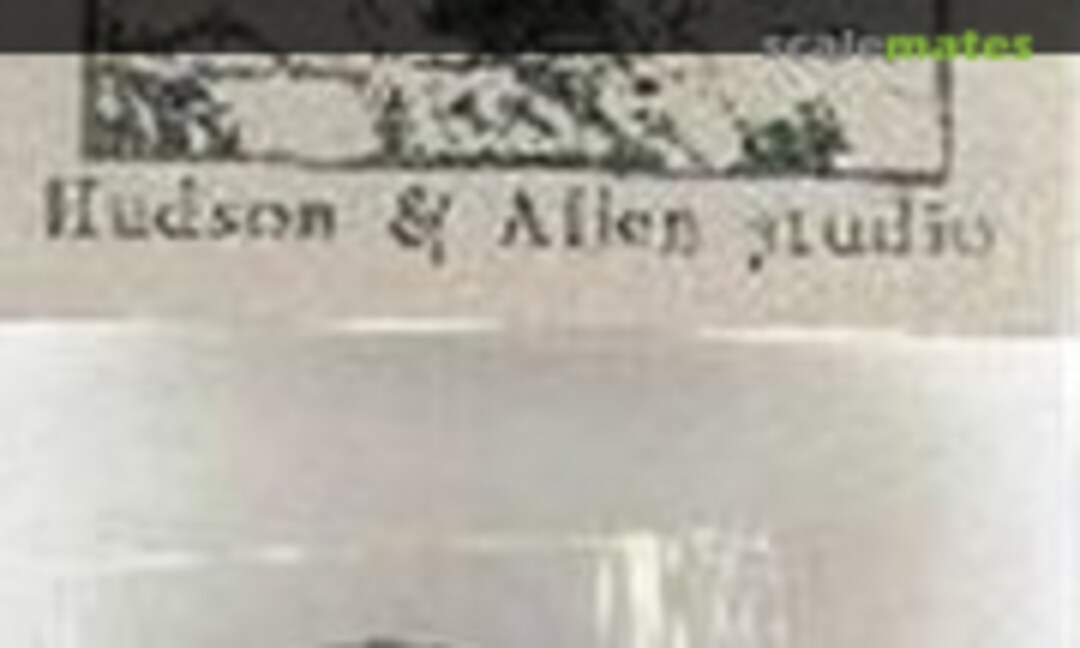 scalemates
Hudson & Allen studio